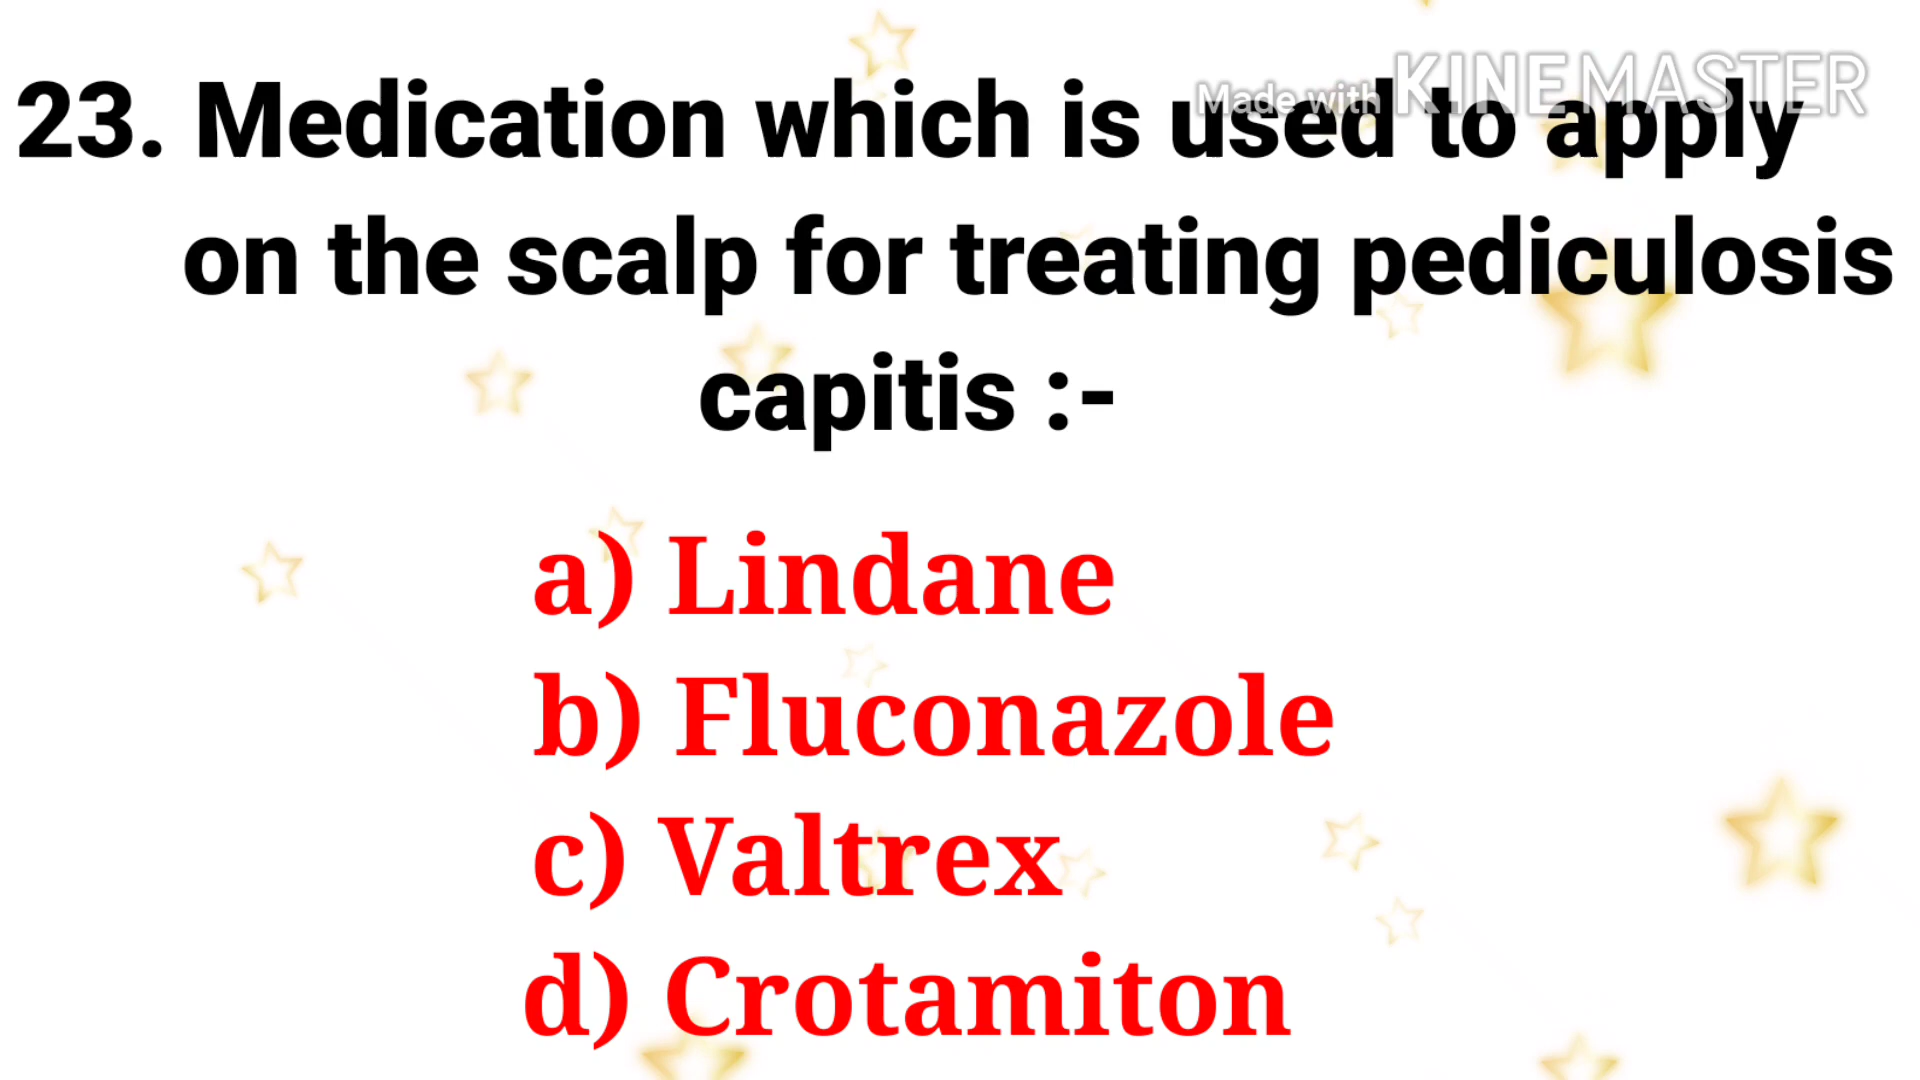 Made with KINEMASTER
23. Medication which is used to apply
on the scalp for treating pediculosis
capitis :-
a) Lindane
b) Fluconazole
c) Valtrex
d) Crotamiton